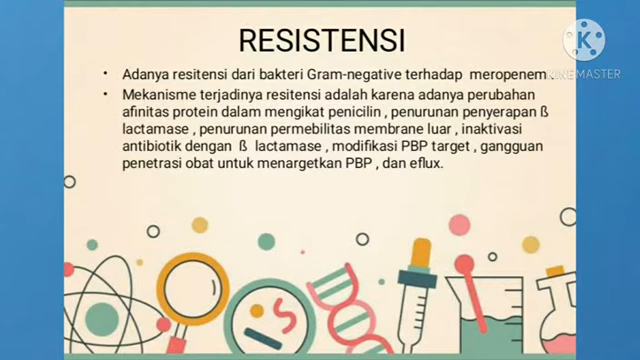 RESISTENSI
• Adanya resitensi dari bakteri Gram-negative terhadap meropenem
• Mekanisme terjadinya resitensi adalah karena adanya perubahan
afinitas protein dalam mengikat penicilin , penurunan penyerapan ß
lactamase , penurunan permebilitas membrane luar , inaktivasi
antibiotik dengan ß lactamase , modifikasi PBP target , gangguan
penetrasi obat untuk menargetkan PBP , dan eflux.
K
KINEMASTER